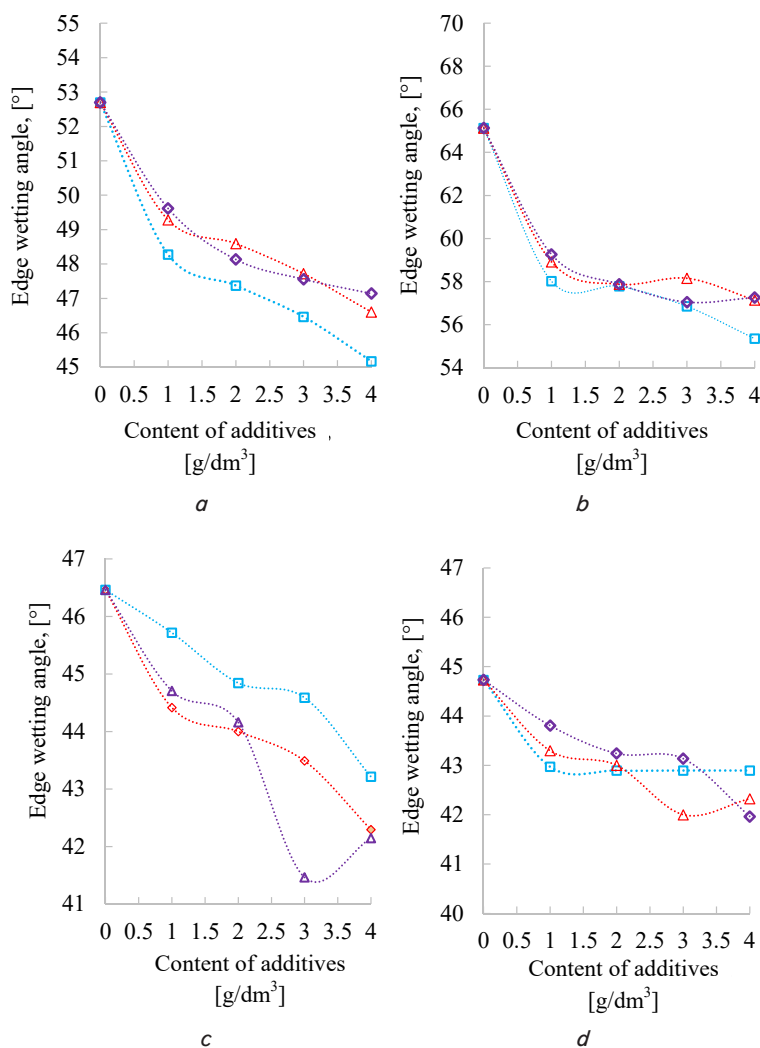 Edge wetting angle, [°]
55
54
53
52
51
50
49
48
47
46
45
0 0.5 1 1.5 2 2.5 3 3.5 4
Content of additives ,
[g/dm³]
a
Edge wetting angle, [°]
70
68
66
64
62
60
58
56
54
0 0.5 1 1.5 2 2.5 3 3.5 4
Content of additives
[g/dm³]
b
Edge wetting angle, [°]
47
46
45
44
43
42
41
0 0.5 1 1.5 2 2.5 3 3.5 4
Content of additives
[g/dm³]
c
Edge wetting angle, [°]
47
46
45
44
43
42
41
40
0 0.5 1 1.5 2 2.5 3 3.5 4
Content of additives
[g/dm³]
d